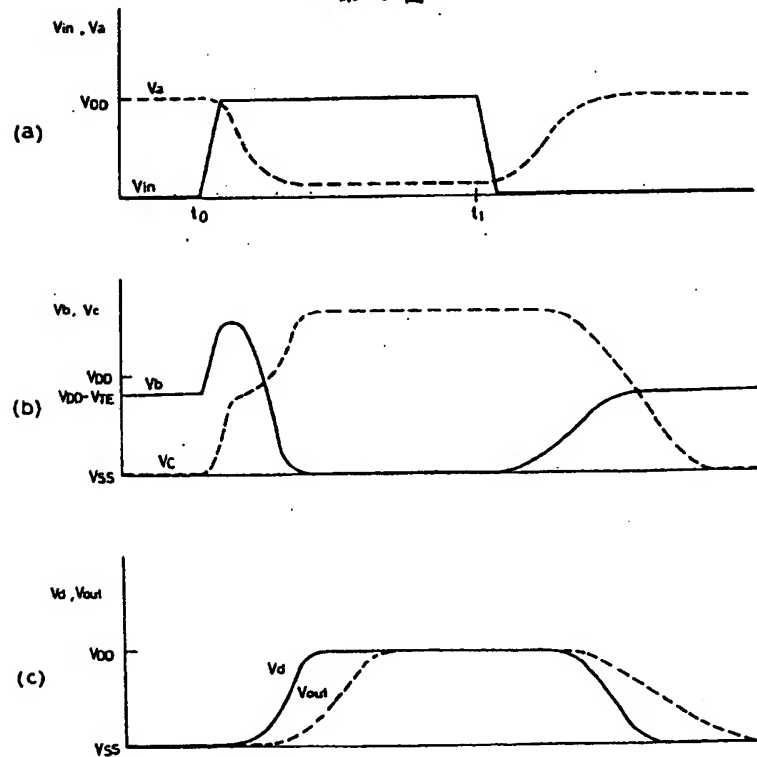 Vin , Va
Va
VDD
(a)
Vin
t0
t1
Vb, Vc
VDD
Vb
VDD-VTE
(b)
Vc
VSS
Vd ,Vout
VDD
Vd
(c)
Vout
VSS